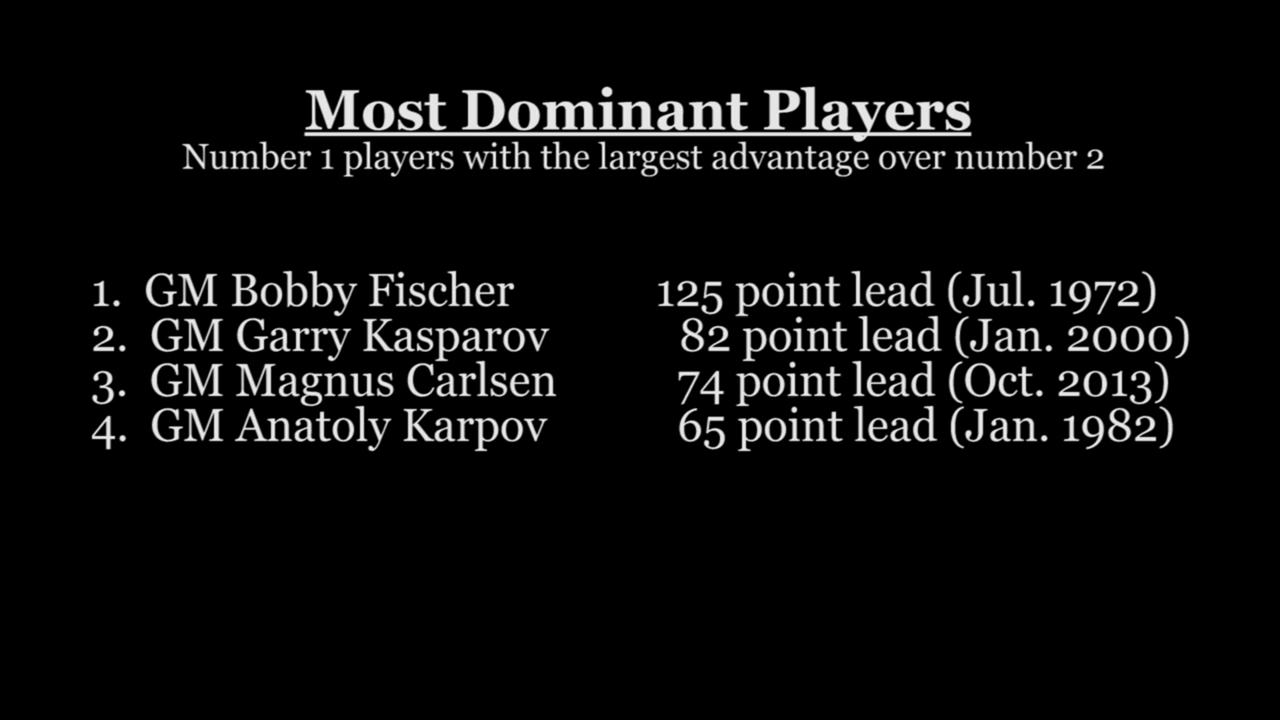 Most Dominant Players
Number 1 players with the largest advantage over number 2
1. GM Bobby Fischer 125 point lead (Jul. 1972)
2. GM Garry Kasparov 82 point lead (Jan. 2000)
3. GM Magnus Carlsen 74 point lead (Oct. 2013)
4. GM Anatoly Karpov 65 point lead (Jan. 1982)